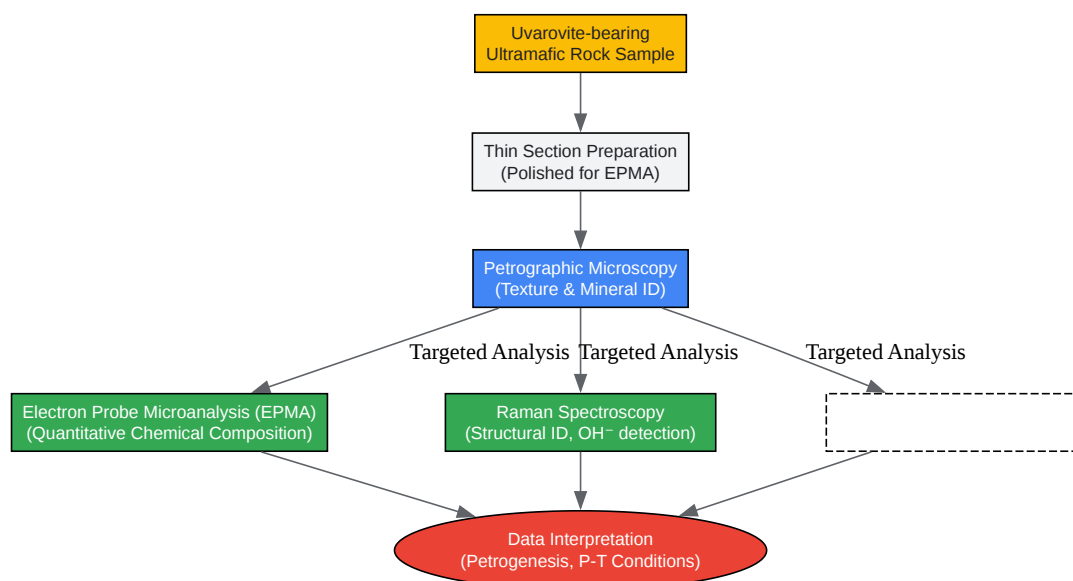 Uvarovite-bearing
Ultramafic Rock Sample
Thin Section Preparation
(Polished for EPMA)
Petrographic Microscopy
(Texture & Mineral ID)
Targeted Analysis
Targeted Analysis
Targeted Analysis
Electron Probe Microanalysis (EPMA)
(Quantitative Chemical Composition)
Raman Spectroscopy
(Structural ID, OH⁻ detection)
Data Interpretation
(Petrogenesis, P-T Conditions)